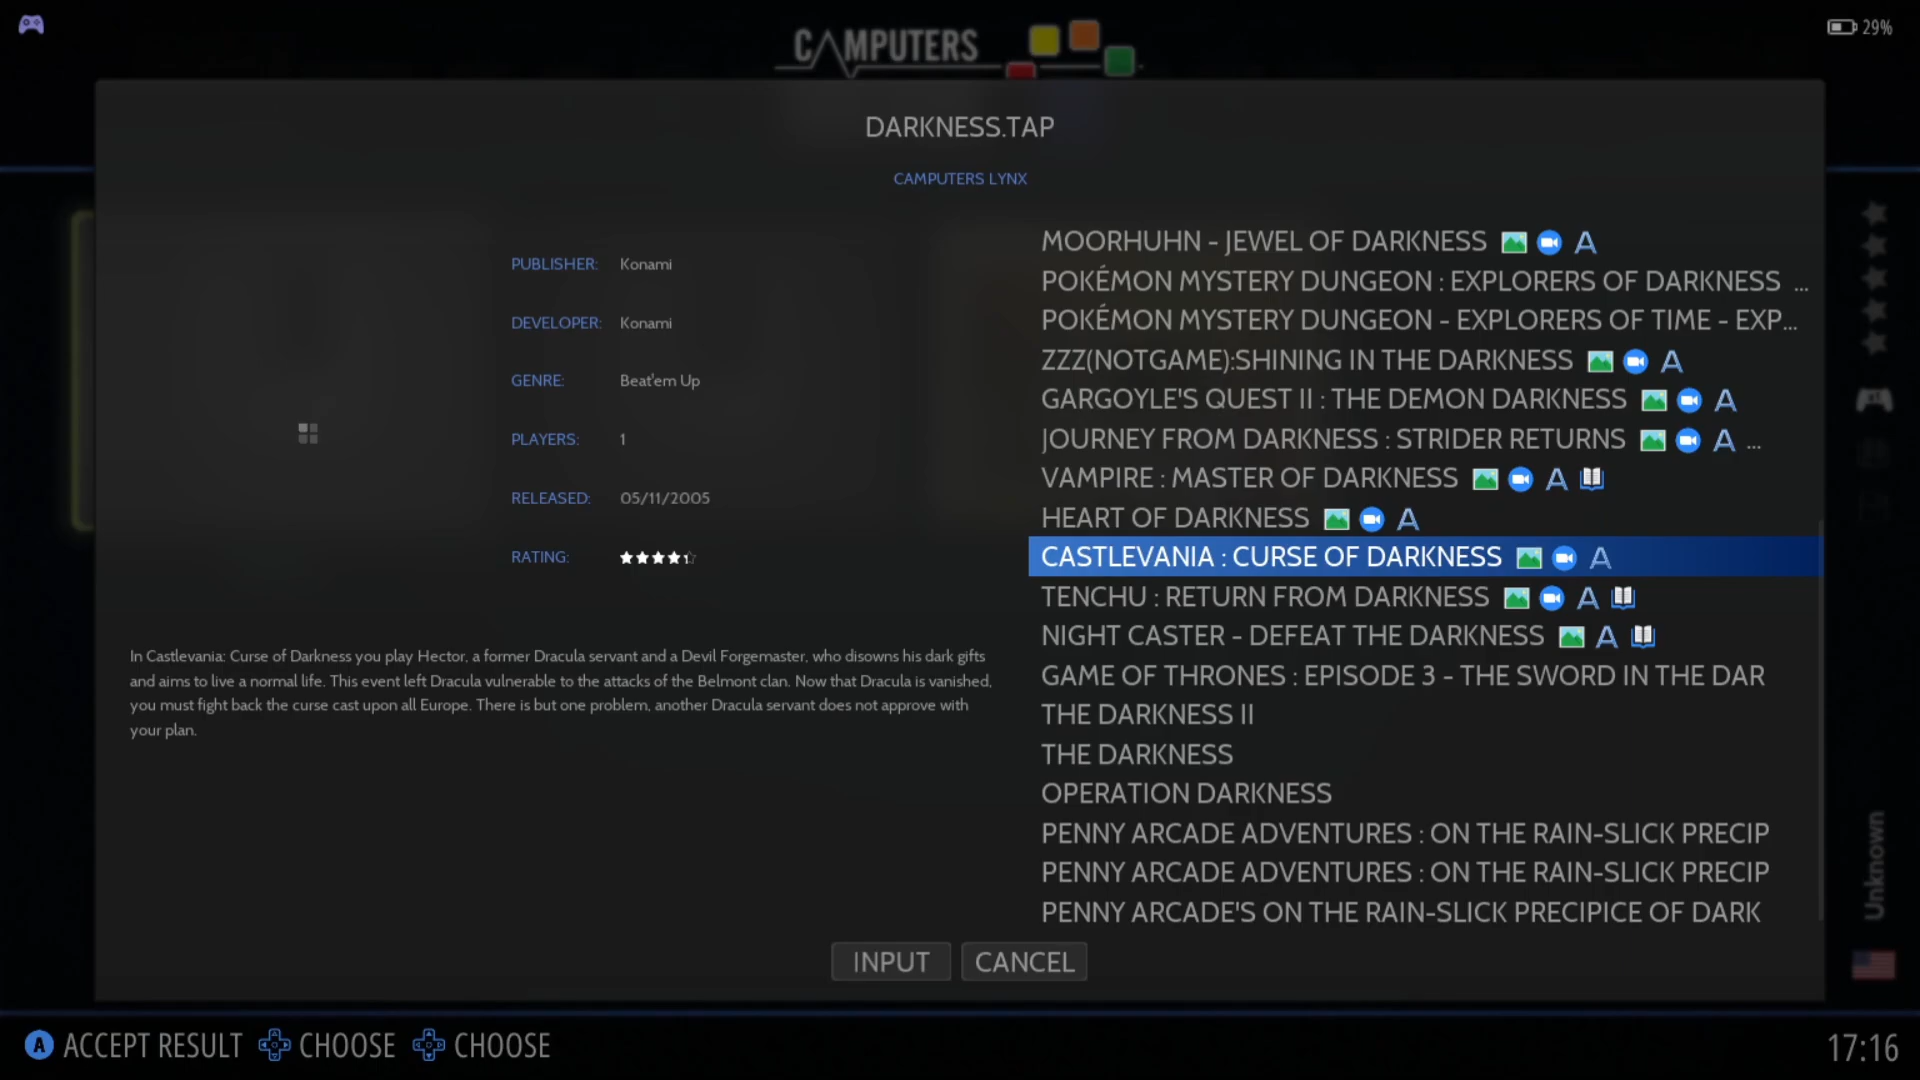 CAMPUTERS
29%
DARKNESS.TAP
CAMPUTERS LYNX
PUBLISHER: Konami
DEVELOPER: Konami
GENRE: Beat'em Up
PLAYERS: 1
RELEASED: 05/11/2005
RATING:
In Castlevania: Curse of Darkness you play Hector, a former Dracula servant and a Devil Forgemaster, who disowns his dark gifts
and aims to live a normal life. This event left Dracula vulnerable to the attacks of the Belmont clan. Now that Dracula is vanished,
you must fight back the curse cast upon all Europe. There is but one problem, another Dracula servant does not approve with
your plan.
MOORHUHN - JEWEL OF DARKNESS A
POKÉMON MYSTERY DUNGEON : EXPLORERS OF DARKNESS ...
POKÉMON MYSTERY DUNGEON - EXPLORERS OF TIME - EXP...
ZZZ(NOTGAME):SHINING IN THE DARKNESS A
GARGOYLE'S QUEST II : THE DEMON DARKNESS A
JOURNEY FROM DARKNESS : STRIDER RETURNS A ...
VAMPIRE : MASTER OF DARKNESS A
HEART OF DARKNESS A
CASTLEVANIA : CURSE OF DARKNESS A
TENCHU : RETURN FROM DARKNESS A
NIGHT CASTER - DEFEAT THE DARKNESS A
GAME OF THRONES : EPISODE 3 - THE SWORD IN THE DAR
THE DARKNESS II
THE DARKNESS
OPERATION DARKNESS
PENNY ARCADE ADVENTURES : ON THE RAIN-SLICK PRECIP
PENNY ARCADE ADVENTURES : ON THE RAIN-SLICK PRECIP
PENNY ARCADE'S ON THE RAIN-SLICK PRECIPICE OF DARK
Unknown
INPUT CANCEL
A ACCEPT RESULT CHOOSE CHOOSE
17:16